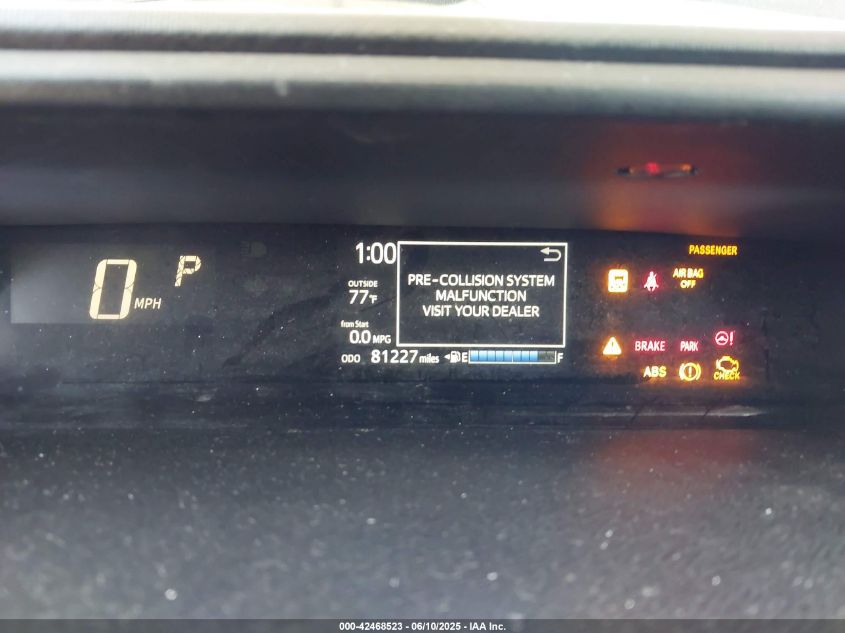 0 MPH
P
1:00
OUTSIDE
77°F
from Start
0.0 MPG
ODO 81227 miles
PRE-COLLISION SYSTEM
MALFUNCTION
VISIT YOUR DEALER
E F
PASSENGER
AIR BAG
OFF
BRAKE PARK
ABS
CHECK
000-42468523 - 06/10/2025 - IAA Inc.